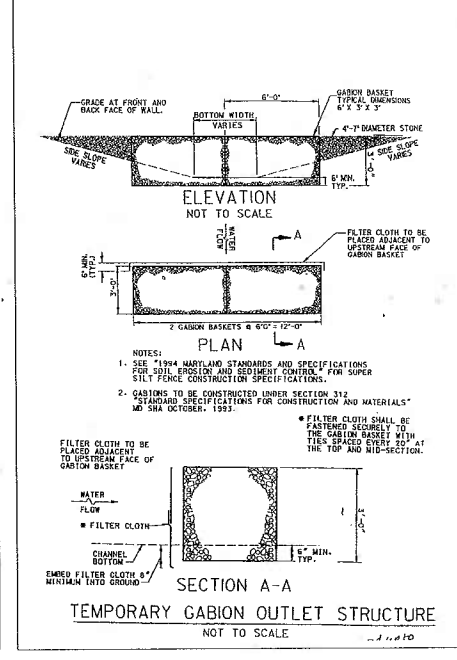 6'-0"
GABION BASKET
TYPICAL DIMENSIONS
6' X 3' X 3'
GRADE AT FRONT AND
BACK FACE OF WALL.
BOTTOM WIDTH
VARIES
4"-7" DIAMETER STONE
SIDE SLOPE
VARIES
SIDE SLOPE
VARIES
3'-0"
6" MIN.
TYP.
ELEVATION
NOT TO SCALE
WATER
FLOW
A
FILTER CLOTH TO BE
PLACED ADJACENT TO
UPSTREAM FACE OF
GABION BASKET
MIN.
(TYP.)
3'-0"
2 GABION BASKETS @ 6'0" = 12'-0"
PLAN
A
NOTES:
1. SEE "1994 MARYLAND STANDARDS AND SPECIFICATIONS
FOR SOIL EROSION AND SEDIMENT CONTROL" FOR SUPER
SILT FENCE CONSTRUCTION SPECIFICATIONS.
2. GABIONS TO BE CONSTRUCTED UNDER SECTION 312
"STANDARD SPECIFICATIONS FOR CONSTRUCTION AND MATERIALS"
MD SHA OCTOBER, 1993.
* FILTER CLOTH SHALL BE
FASTENED SECURELY TO
THE GABION BASKET WITH
TIES SPACED EVERY 20" AT
THE TOP AND MID-SECTION.
FILTER CLOTH TO BE
PLACED ADJACENT
TO UPSTREAM FACE OF
GABION BASKET
WATER
FLOW
* FILTER CLOTH
3'-0"
CHANNEL
BOTTOM
6" MIN.
TYP.
EMBED FILTER CLOTH 8"
MINIMUM INTO GROUND
SECTION A-A
TEMPORARY GABION OUTLET STRUCTURE
NOT TO SCALE